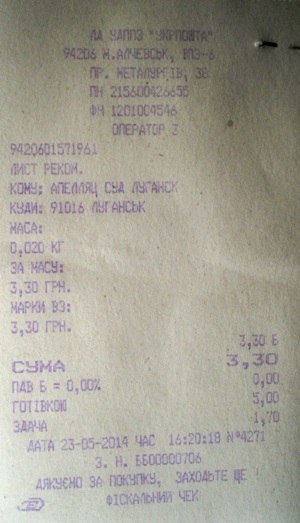 ЛА УДППЗ "УКРПОШТА"
94206 М.АЛЧЕВСЬК, ВПЗ-6
ПР. МЕТАЛУРГІВ, 38
ПН 215600426655
ФН 1201004546
ОПЕРАТОР 3
9420601571961
ЛИСТ РЕКОМ.
КОМУ: АПЕЛЛЯЦ СУД ЛУГАНСК
КУДИ: 91016 ЛУГАНСЬК
МАСА:
0,020 КГ
ЗА МАСУ:
3,30 ГРН.
МАРКИ ВЗ:
3,30 ГРН.
3,30 Б
СУМА 3,30
ПДВ Б = 0,00% 0,00
ГОТІВКОЮ 5,00
ЗДАЧА 1,70
ДАТА 23-05-2014 ЧАС 16:20:18 №4271
З. Н. ББ00000706
ДЯКУЄМО ЗА ПОКУПКУ, ЗАХОДЬТЕ ЩЕ
ФІСКАЛЬНИЙ ЧЕК